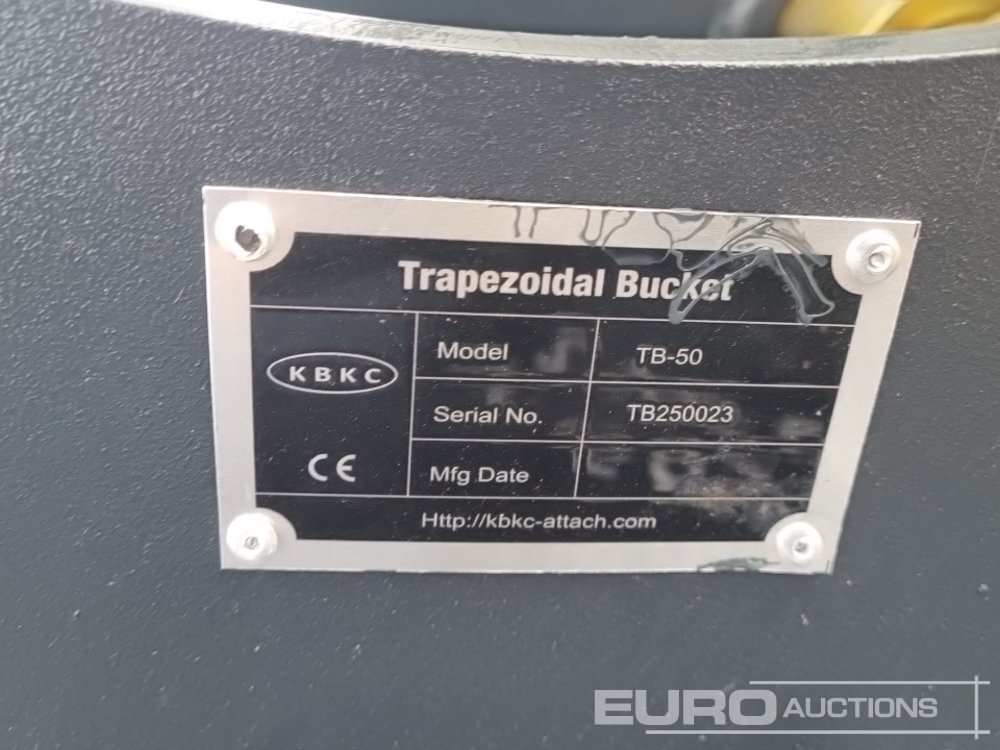 Trapezoidal Bucket
KBKC
CE
Model TB-50
Serial No. TB250023
Mfg Date
Http://kbkc-attach.com
EURO AUCTIONS